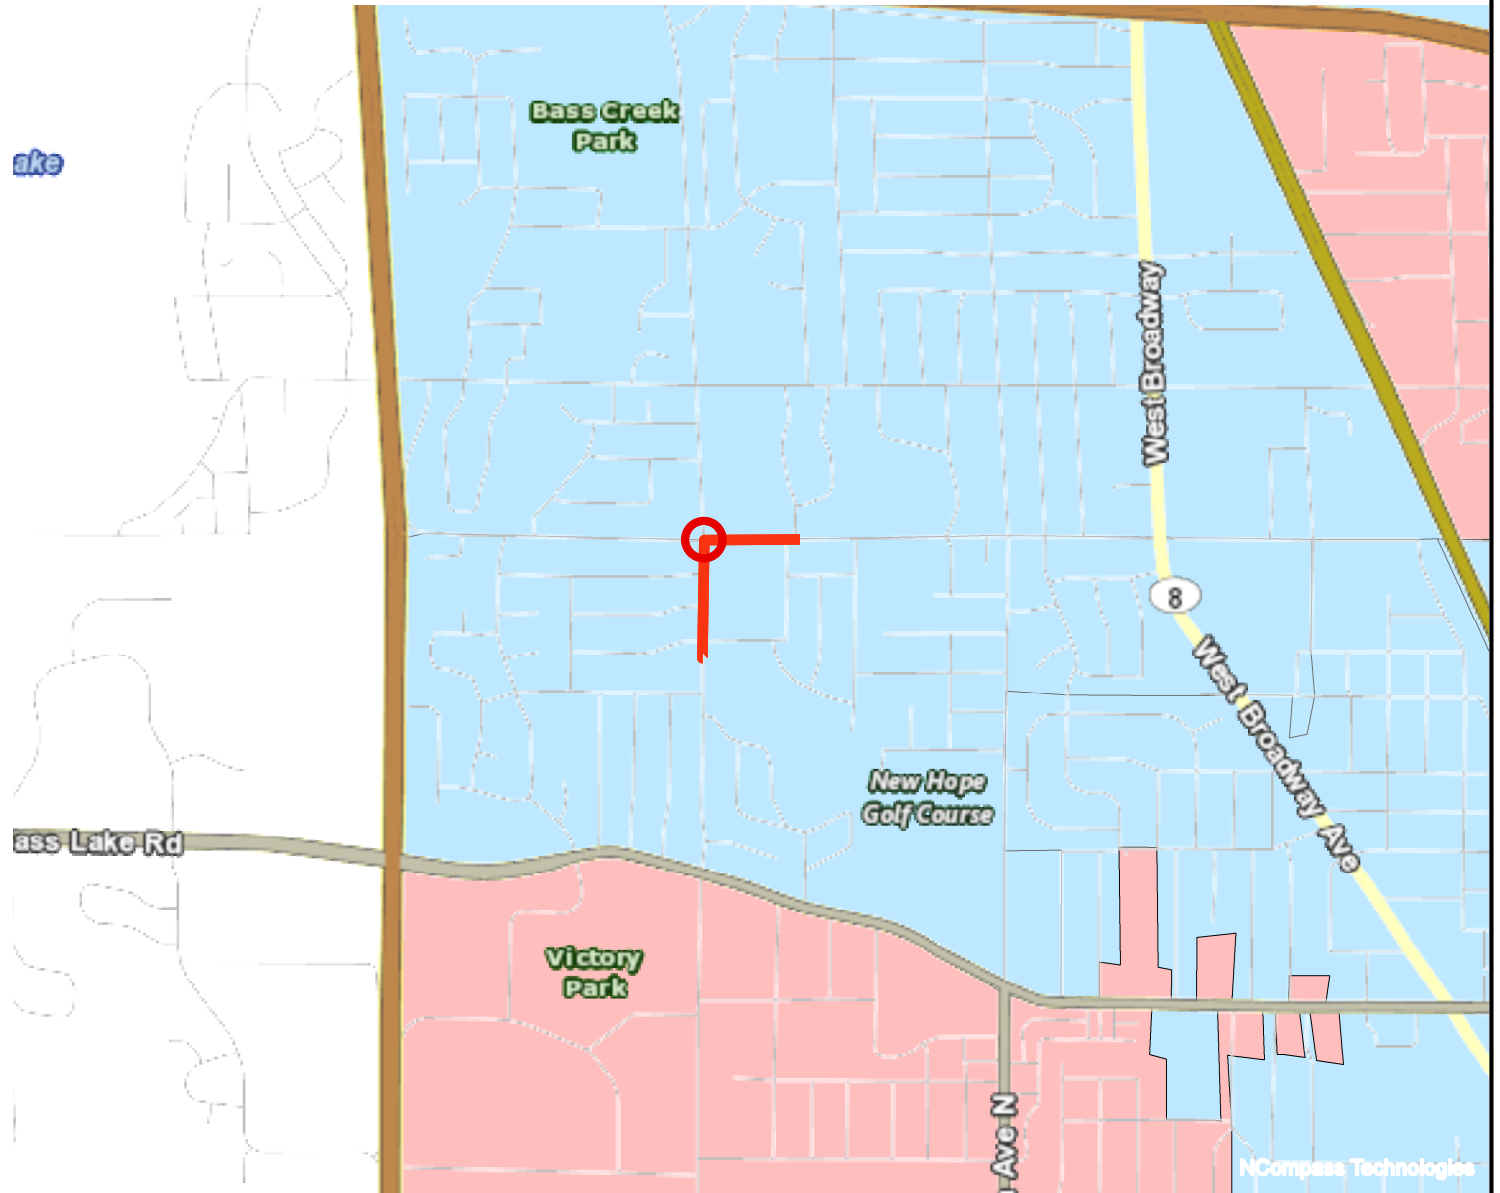 Bass Creek
Park
ake
West Broadway
8
West Broadway Ave
New Hope
Golf Course
ass Lake Rd
Victory
Park
Ave N
NCompass Technologies